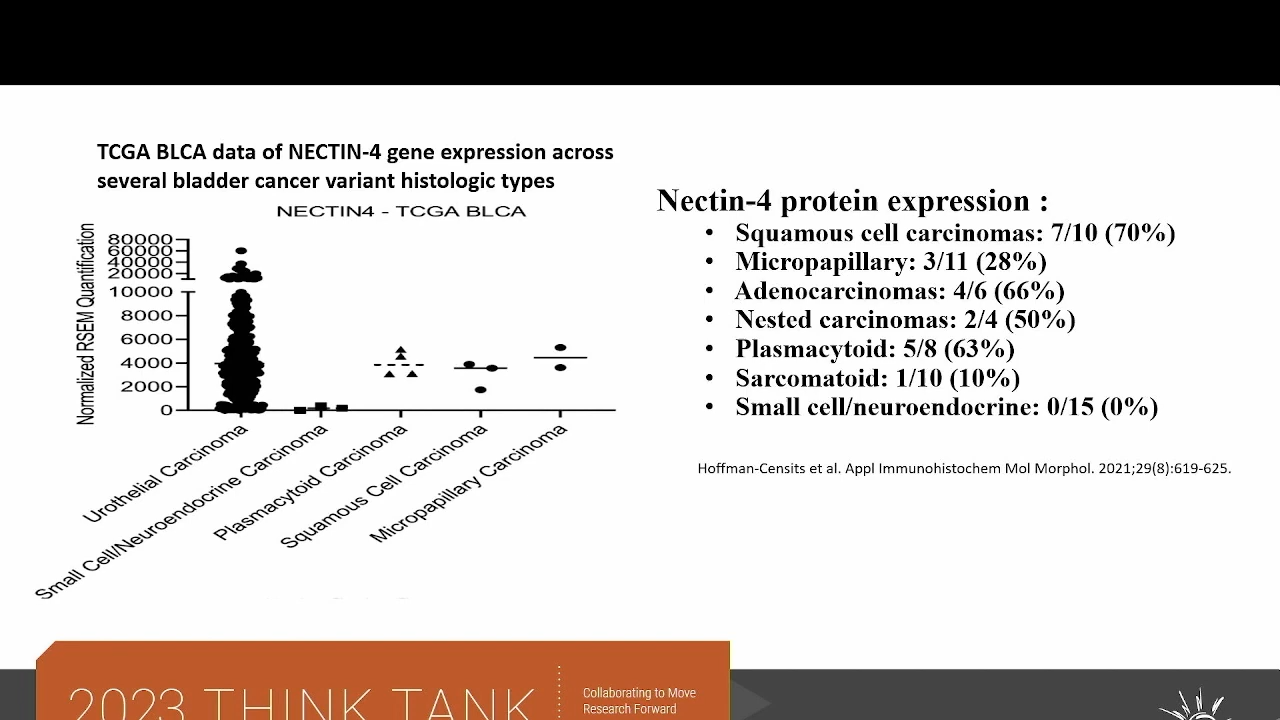 TCGA BLCA data of NECTIN-4 gene expression across
several bladder cancer variant histologic types
NECTIN4 - TCGA BLCA
Normalized RSEM Quantification
80000
60000
40000
20000
10000
8000
6000
4000
2000
0
Urothelial Carcinoma
Small Cell/Neuroendocrine Carcinoma
Plasmacytoid Carcinoma
Squamous Cell Carcinoma
Micropapillary Carcinoma
Nectin-4 protein expression :
• Squamous cell carcinomas: 7/10 (70%)
• Micropapillary: 3/11 (28%)
• Adenocarcinomas: 4/6 (66%)
• Nested carcinomas: 2/4 (50%)
• Plasmacytoid: 5/8 (63%)
• Sarcomatoid: 1/10 (10%)
• Small cell/neuroendocrine: 0/15 (0%)
Hoffman-Censits et al. Appl Immunohistochem Mol Morphol. 2021;29(8):619-625.
2023 THINK TANK
Collaborating to Move
Research Forward